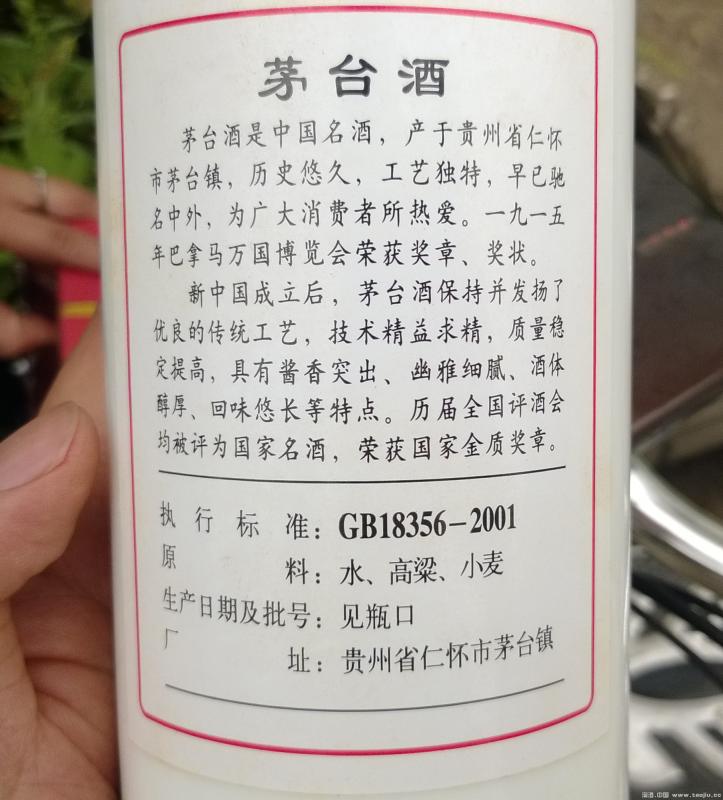 茅台酒
茅台酒是中国名酒，产于贵州省仁怀
市茅台镇，历史悠久，工艺独特，早已驰
名中外，为广大消费者所热爱。一九一五
年巴拿马万国博览会荣获奖章、奖状。
新中国成立后，茅台酒保持并发扬了
优良的传统工艺，技术精益求精，质量稳
定提高，具有酱香突出、幽雅细腻、酒体
醇厚、回味悠长等特点。历届全国评酒会
均被评为国家名酒，荣获国家金质奖章。
执行标准：GB18356-2001
原料：水、高粱、小麦
生产日期及批号：见瓶口
厂址：贵州省仁怀市茅台镇
淘酒.中国 www.taojiu.cc